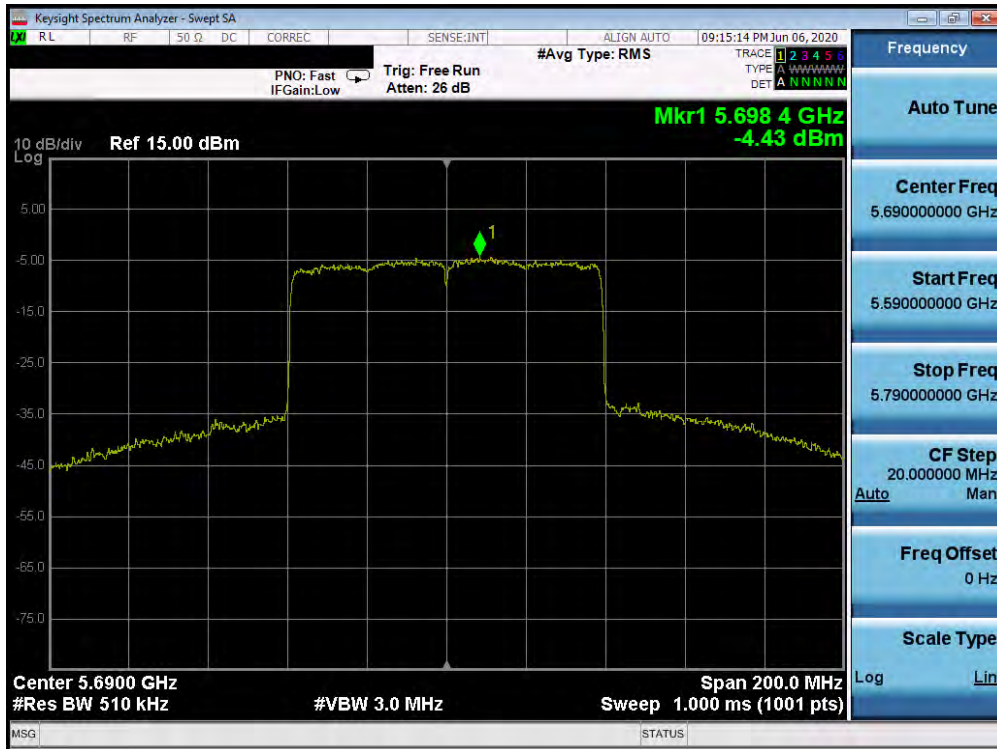 Keysight Spectrum Analyzer - Swept SA
LXI RL RF 50 Ω DC CORREC SENSE:INT ALIGN AUTO 09:15:14 PM Jun 06, 2020
#Avg Type: RMS
TRACE 1 2 3 4 5 6
TYPE A WWWWW
DET A N N N N N
PNO: Fast
IFGain:Low
Trig: Free Run
Atten: 26 dB
Mkr1 5.698 4 GHz
-4.43 dBm
10 dB/div
Log
Ref 15.00 dBm
1
5.00
-5.00
-15.0
-25.0
-35.0
-45.0
-55.0
-65.0
-75.0
Center 5.6900 GHz
Span 200.0 MHz
#Res BW 510 kHz
#VBW 3.0 MHz
Sweep 1.000 ms (1001 pts)
MSG
STATUS
Frequency
Auto Tune
Center Freq
5.690000000 GHz
Start Freq
5.590000000 GHz
Stop Freq
5.790000000 GHz
CF Step
20.000000 MHz
Auto Man
Freq Offset
0 Hz
Scale Type
Log Lin